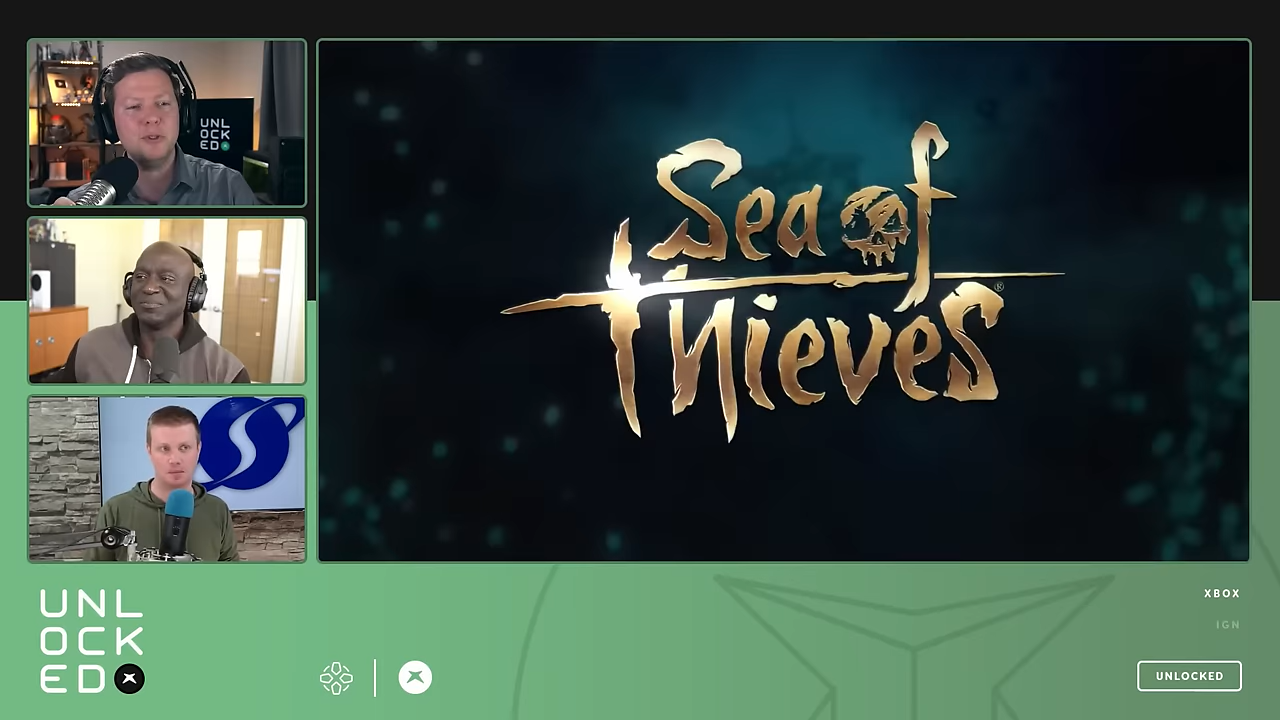 UNL
OCK
ED
Sea of
Thieves
®
UNL
OCK
ED
XBOX
IGN
UNLOCKED